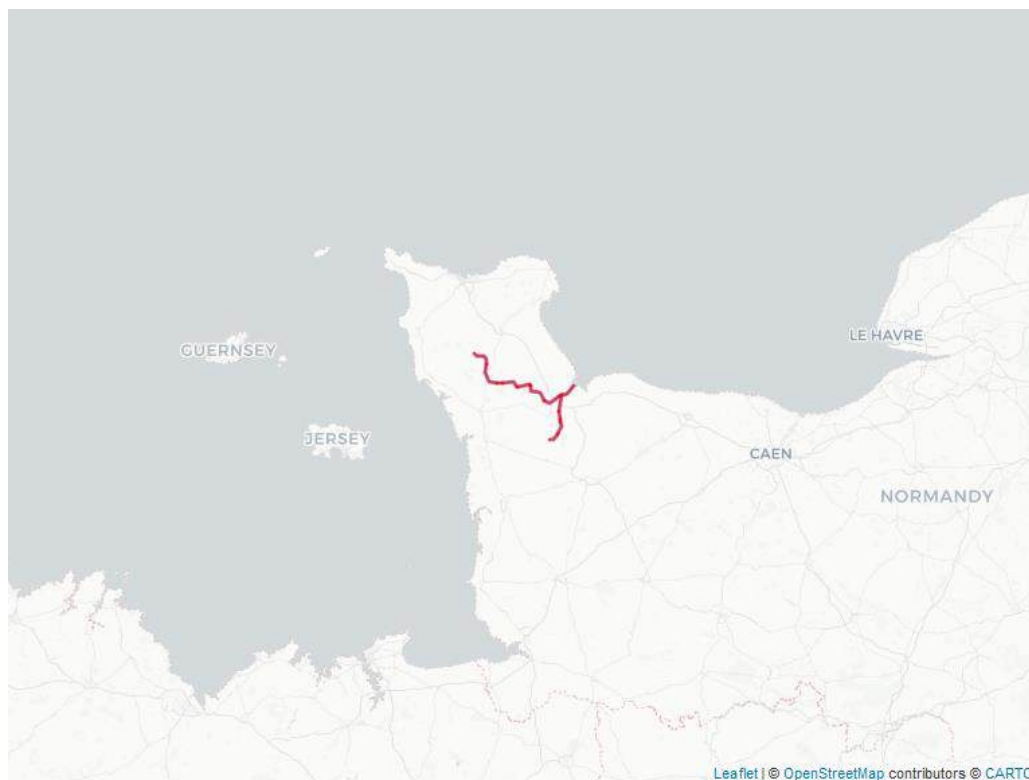 LE HAVRE
GUERNSEY
JERSEY
CAEN
NORMANDY
Leaflet | © OpenStreetMap contributors © CARTO